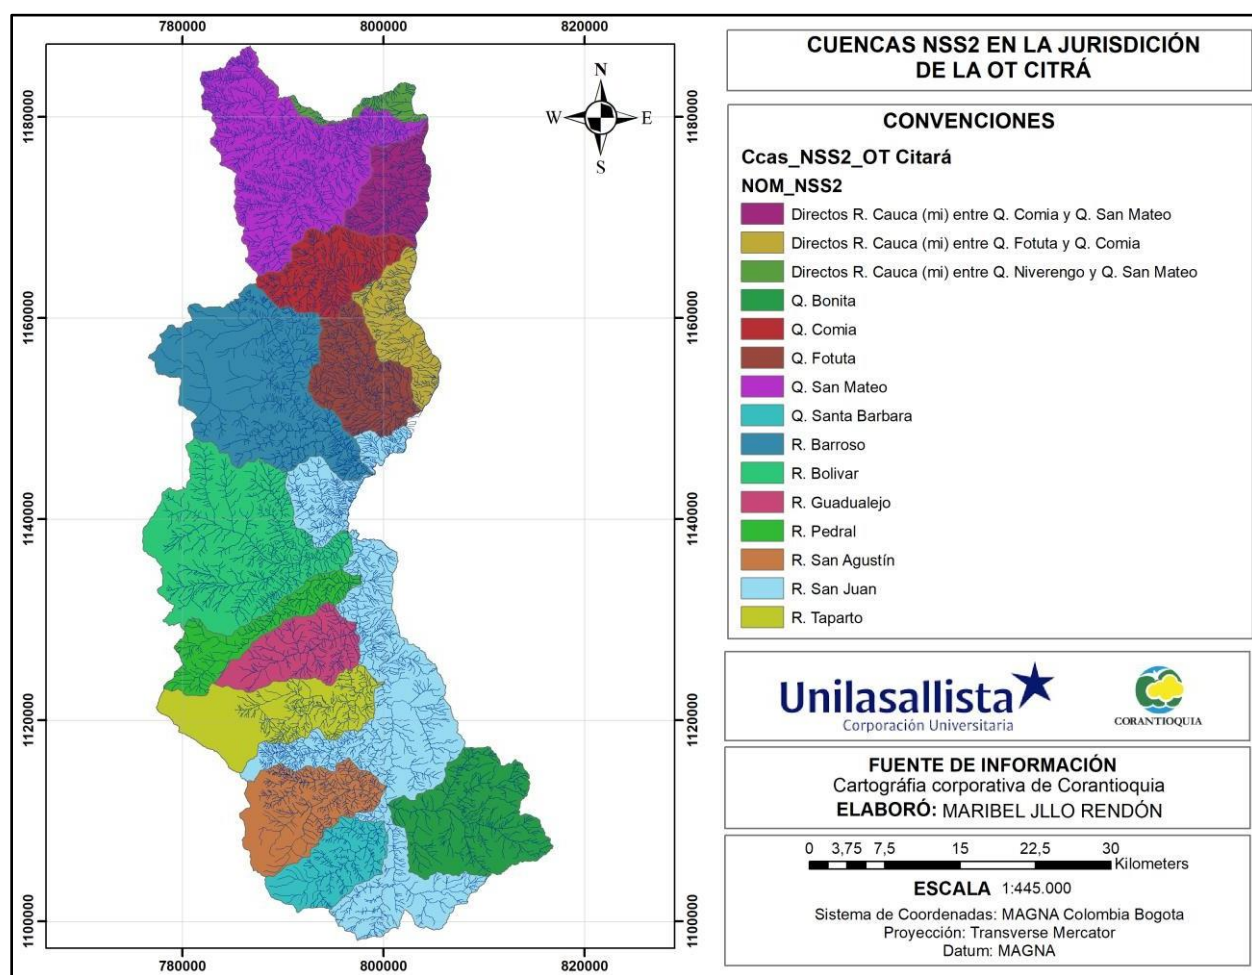 780000
800000
820000
1180000
1160000
1140000
1120000
1100000
N
W
E
S
1180000
1160000
1140000
1120000
1100000
780000
800000
820000
CUENCAS NSS2 EN LA JURISDICIÓN
DE LA OT CITRÁ
CONVENCIONES
Ccas_NSS2_OT Citará
NOM_NSS2
Directos R. Cauca (mi) entre Q. Comia y Q. San Mateo
Directos R. Cauca (mi) entre Q. Fotuta y Q. Comia
Directos R. Cauca (mi) entre Q. Niverengo y Q. San Mateo
Q. Bonita
Q. Comia
Q. Fotuta
Q. San Mateo
Q. Santa Barbara
R. Barroso
R. Bolivar
R. Guadualejo
R. Pedral
R. San Agustín
R. San Juan
R. Taparto
Unilasallista
Corporación Universitaria
CORANTIOQUIA
FUENTE DE INFORMACIÓN
Cartográfia corporativa de Corantioquia
ELABORÓ: MARIBEL JLLO RENDÓN
0 3,75 7,5 15 22,5 30
Kilometers
ESCALA 1:445.000
Sistema de Coordenadas: MAGNA Colombia Bogota
Proyección: Transverse Mercator
Datum: MAGNA